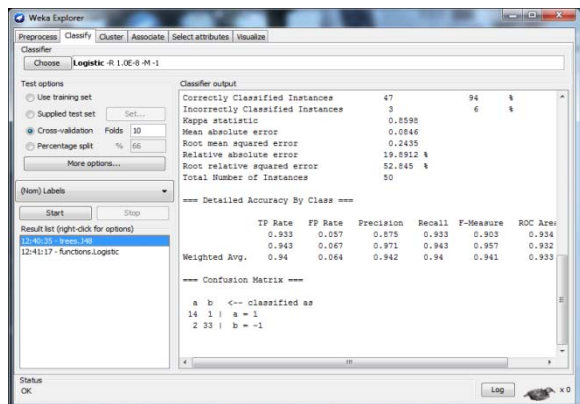 Weka Explorer
Preprocess Classify Cluster Associate Select attributes Visualize
Classifier
Choose Logistic -R 1.0E-8 -M -1
Test options
Use training set
Supplied test set Set...
Cross-validation Folds 10
Percentage split % 66
More options...
(Nom) Labels
Start Stop
Result list (right-click for options)
12:40:35 - trees.J48
12:41:17 - functions.Logistic
Classifier output
Correctly Classified Instances 47 94 %
Incorrectly Classified Instances 3 6 %
Kappa statistic 0.8598
Mean absolute error 0.0846
Root mean squared error 0.2435
Relative absolute error 19.8912 %
Root relative squared error 52.845 %
Total Number of Instances 50
=== Detailed Accuracy By Class ===
TP Rate FP Rate Precision Recall F-Measure ROC Area
0.933 0.057 0.875 0.933 0.903 0.934
0.943 0.067 0.971 0.943 0.957 0.932
Weighted Avg. 0.94 0.064 0.942 0.94 0.941 0.933
=== Confusion Matrix ===
a b <-- classified as
14 1 | a = 1
2 33 | b = -1
Status
OK
Log x 0